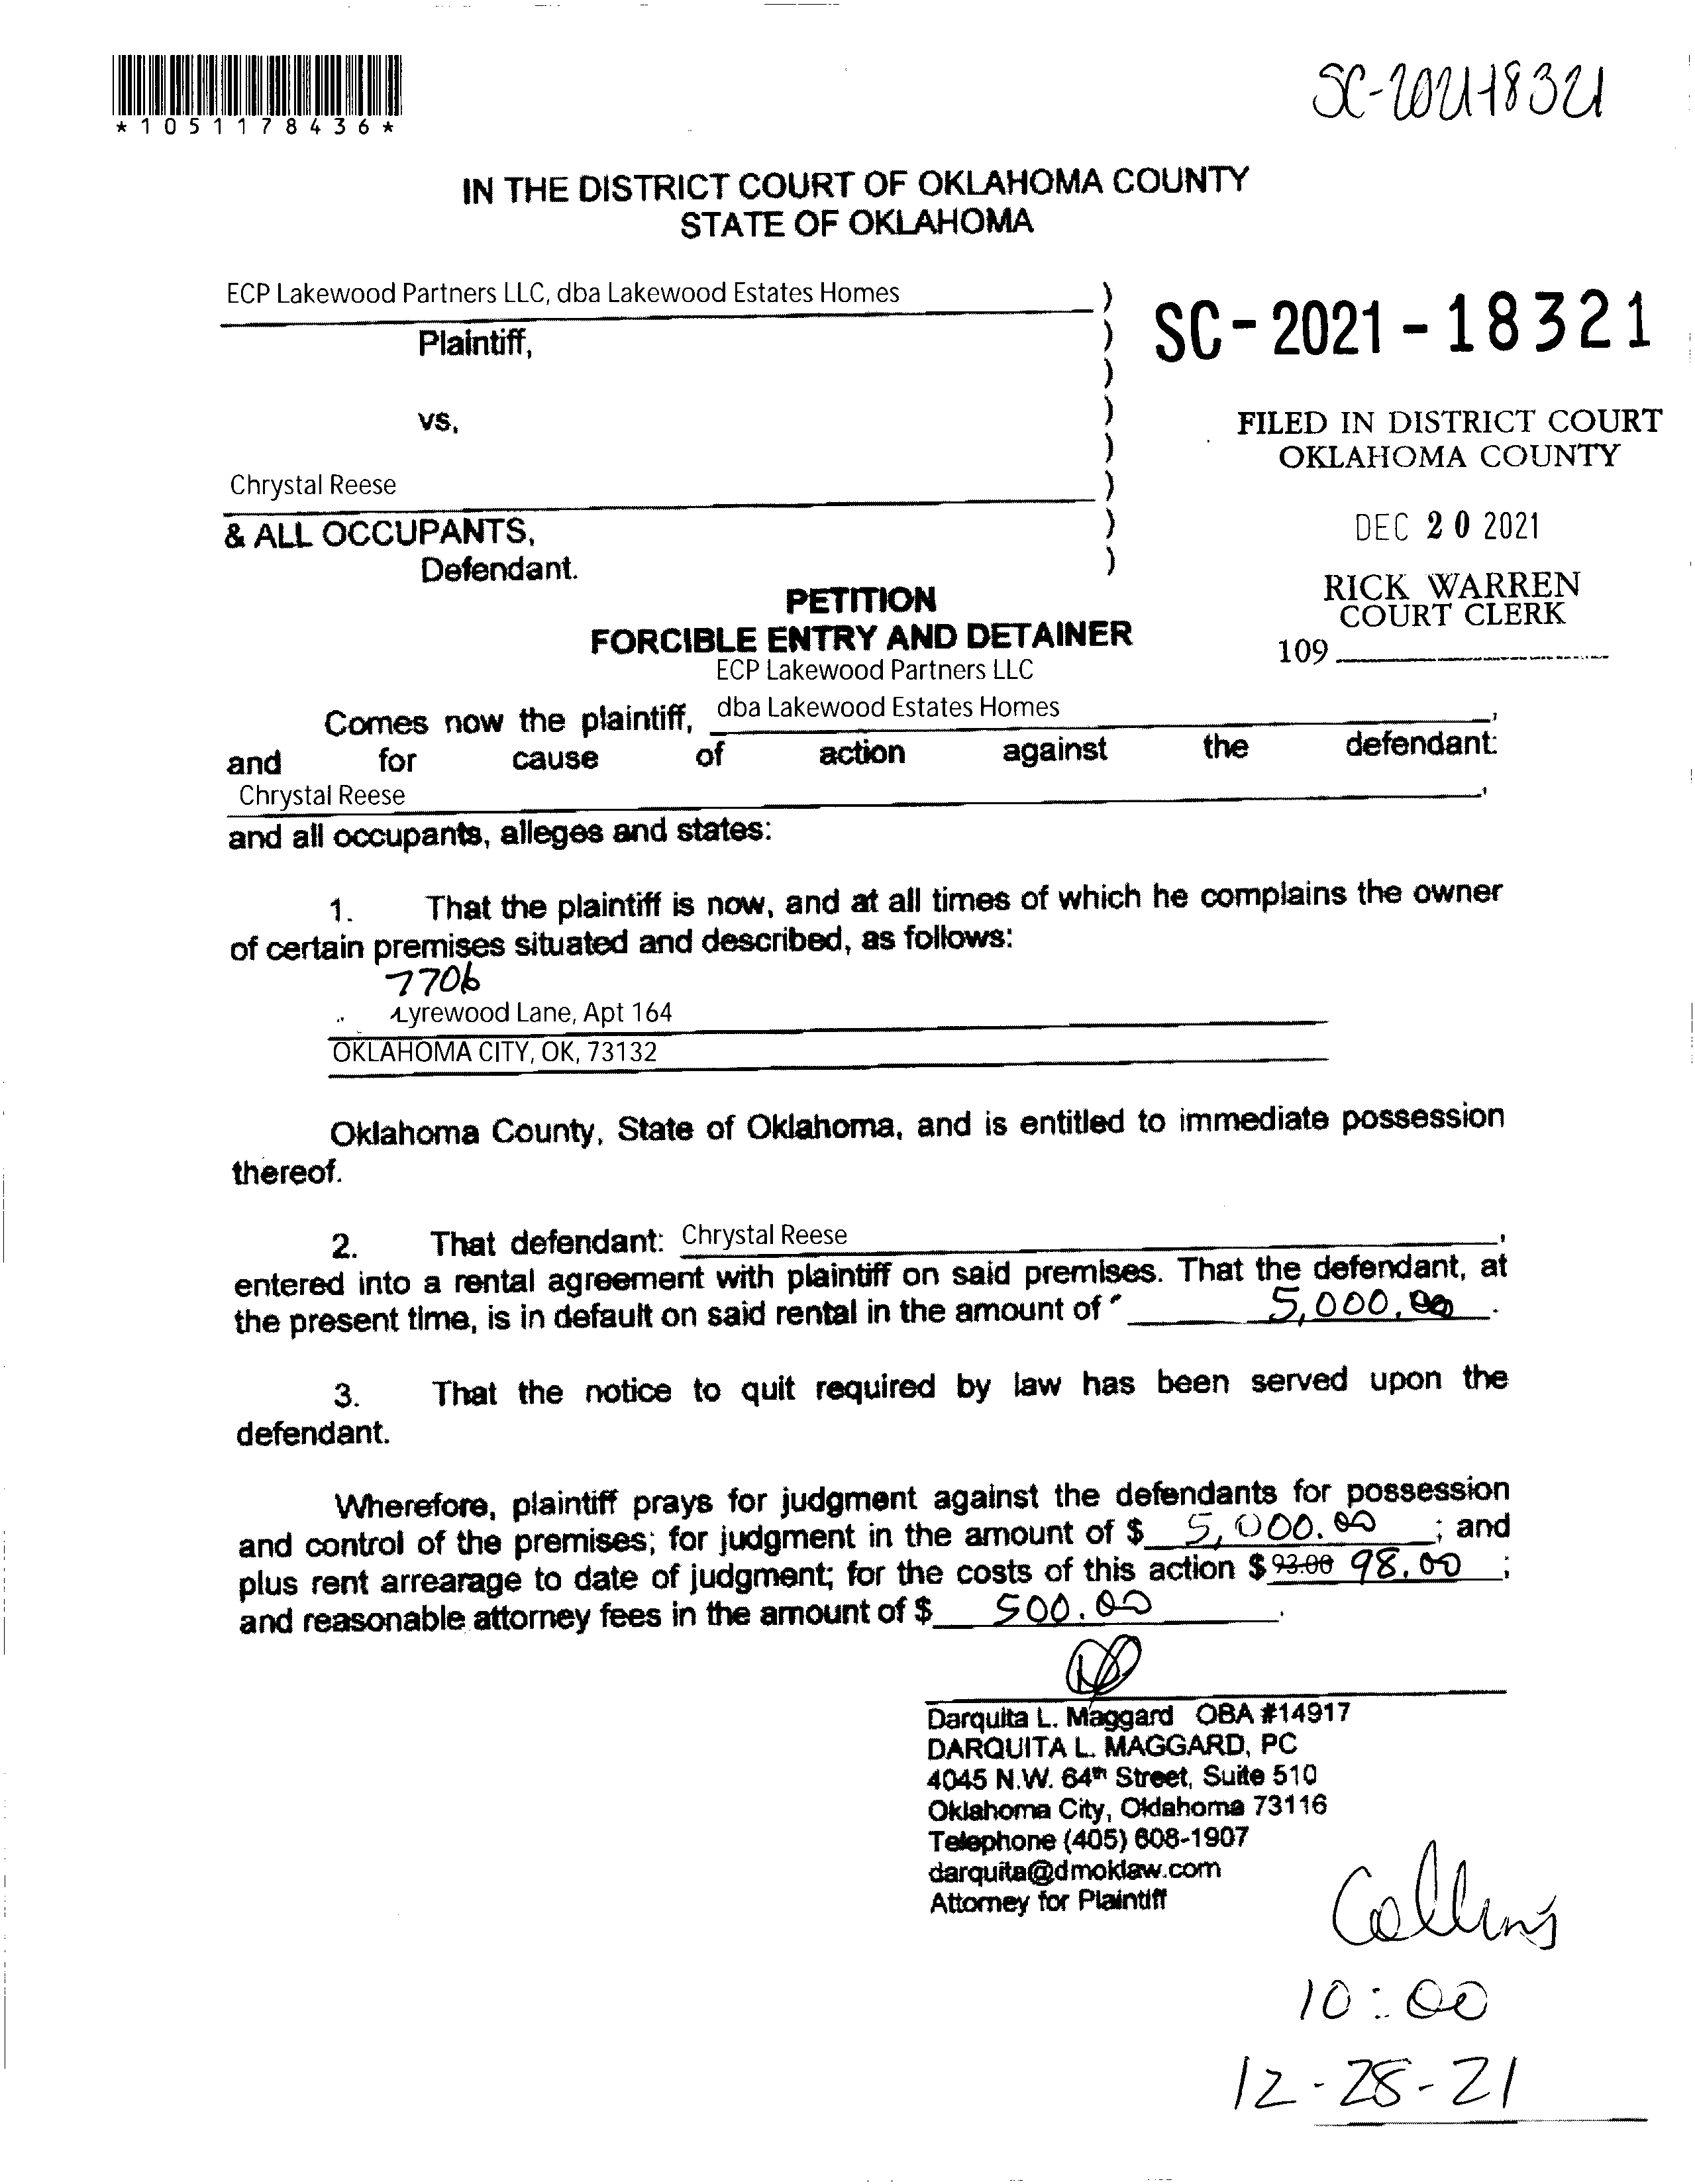 *1051178436*
SC-2021-18321
IN THE DISTRICT COURT OF OKLAHOMA COUNTY
STATE OF OKLAHOMA
ECP Lakewood Partners LLC, dba Lakewood Estates Homes )
Plaintiff, )
)
SC-2021-18321
vs. )
)
Chrystal Reese )
& ALL OCCUPANTS, )
Defendant. )
FILED IN DISTRICT COURT
OKLAHOMA COUNTY
DEC 20 2021
RICK WARREN
COURT CLERK
109
PETITION
FORCIBLE ENTRY AND DETAINER
ECP Lakewood Partners LLC
Comes now the plaintiff, dba Lakewood Estates Homes,
and for cause of action against the defendant:
Chrystal Reese,
and all occupants, alleges and states:
1. That the plaintiff is now, and at all times of which he complains the owner
of certain premises situated and described, as follows:
7706
Lyrewood Lane, Apt 164
OKLAHOMA CITY, OK, 73132
Oklahoma County, State of Oklahoma, and is entitled to immediate possession
thereof.
2. That defendant: Chrystal Reese,
entered into a rental agreement with plaintiff on said premises. That the defendant, at
the present time, is in default on said rental in the amount of " 5,000.00.
3. That the notice to quit required by law has been served upon the
defendant.
Wherefore, plaintiff prays for judgment against the defendants for possession
and control of the premises; for judgment in the amount of $ 5,000.00; and
plus rent arrearage to date of judgment; for the costs of this action $ 93.00 98.00;
and reasonable attorney fees in the amount of $ 500.00.
Darquita L. Maggard OBA #14917
DARQUITA L. MAGGARD, PC
4045 N.W. 64th Street, Suite 510
Oklahoma City, Oklahoma 73116
Telephone (405) 608-1907
darquita@dmoklaw.com
Attorney for Plaintiff
Collins
10:00
12-28-21